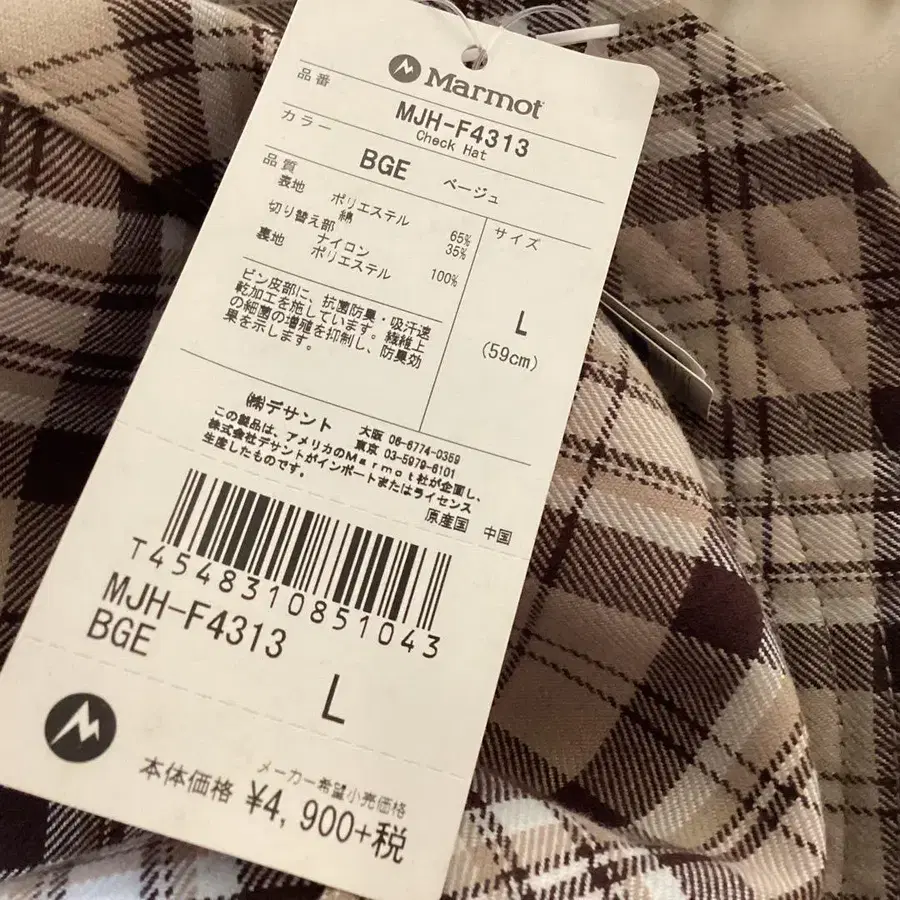 Marmot
品番
MJH-F4313
Check Hat
カラー
BGE ベージュ
品質
表地 ポリエステル 65%
綿 35%
切り替え部
ナイロン
裏地 ポリエステル 100%
サイズ
L
(59cm)
ビン皮部に、抗菌防臭・吸汗速
乾加工を施しています。繊維上
の細菌の増殖を抑制し、防臭効
果を示します。
㈱デサント 大阪 06-6774-0359
東京 03-5979-6101
この製品は、アメリカのMarmot社が企画し、
株式会社デサントがインポートまたはライセンス
生産したものです。
原産国 中国
T4548310851043
MJH-F4313
BGE
L
メーカー希望小売価格
本体価格 ¥4,900+税